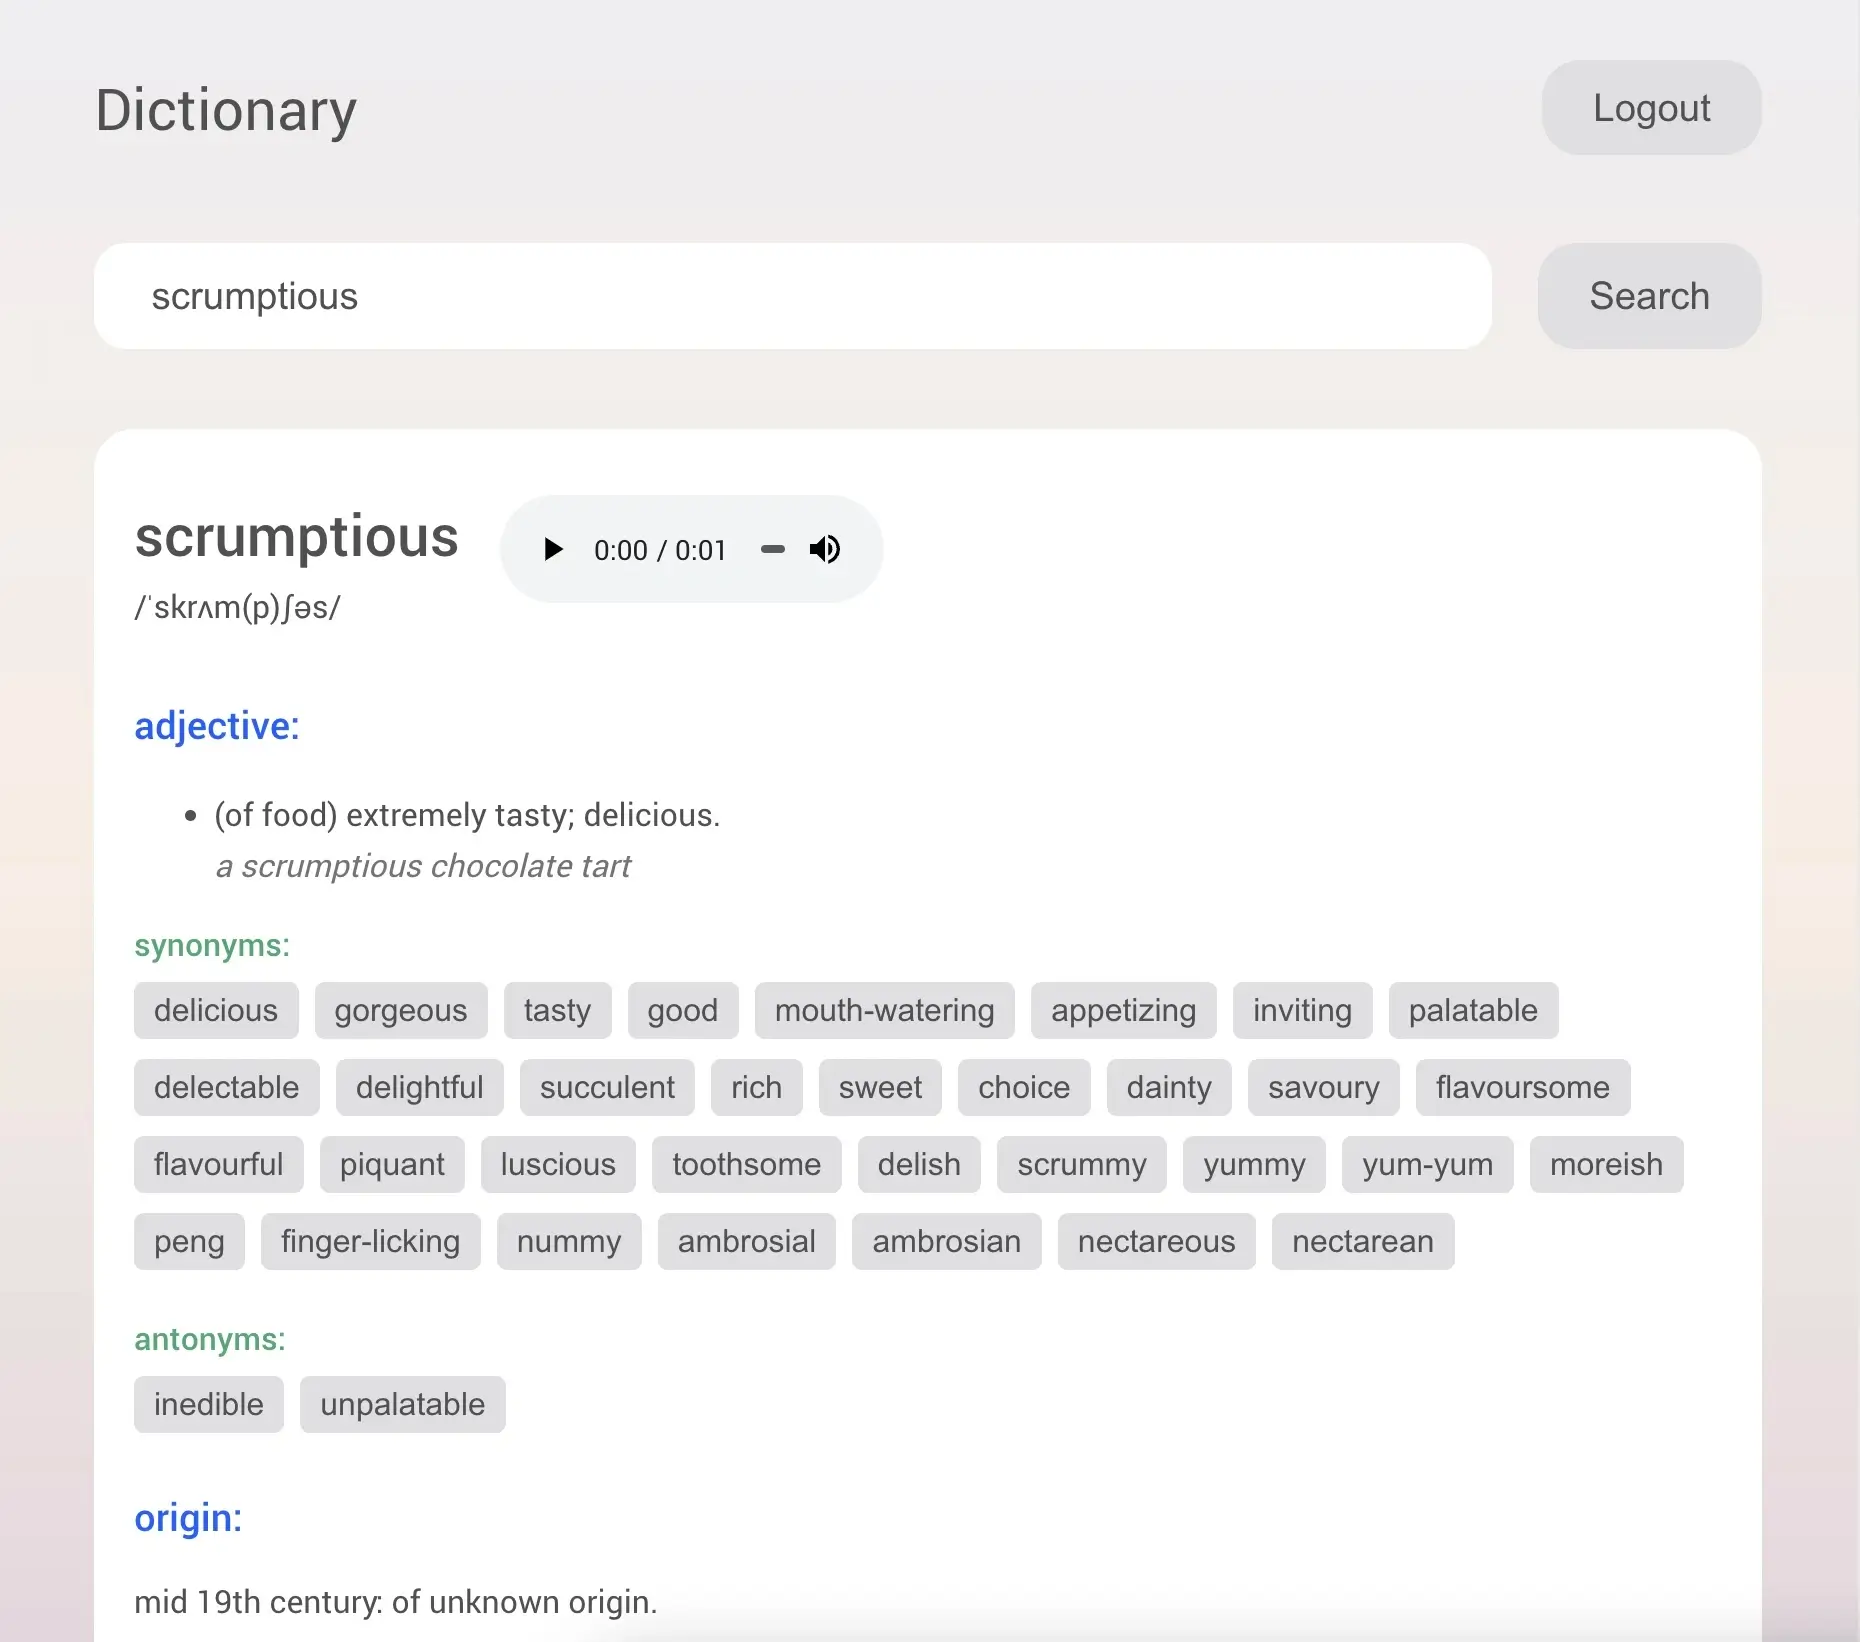 Dictionary
Logout
scrumptious
Search
scrumptious
0:00 / 0:01
/ˈskrʌm(p)ʃəs/
adjective:
(of food) extremely tasty; delicious.
a scrumptious chocolate tart
synonyms:
delicious gorgeous tasty good mouth-watering appetizing inviting palatable
delectable delightful succulent rich sweet choice dainty savoury flavoursome
flavourful piquant luscious toothsome delish scrummy yummy yum-yum moreish
peng finger-licking nummy ambrosial ambrosian nectareous nectarean
antonyms:
inedible unpalatable
origin:
mid 19th century: of unknown origin.